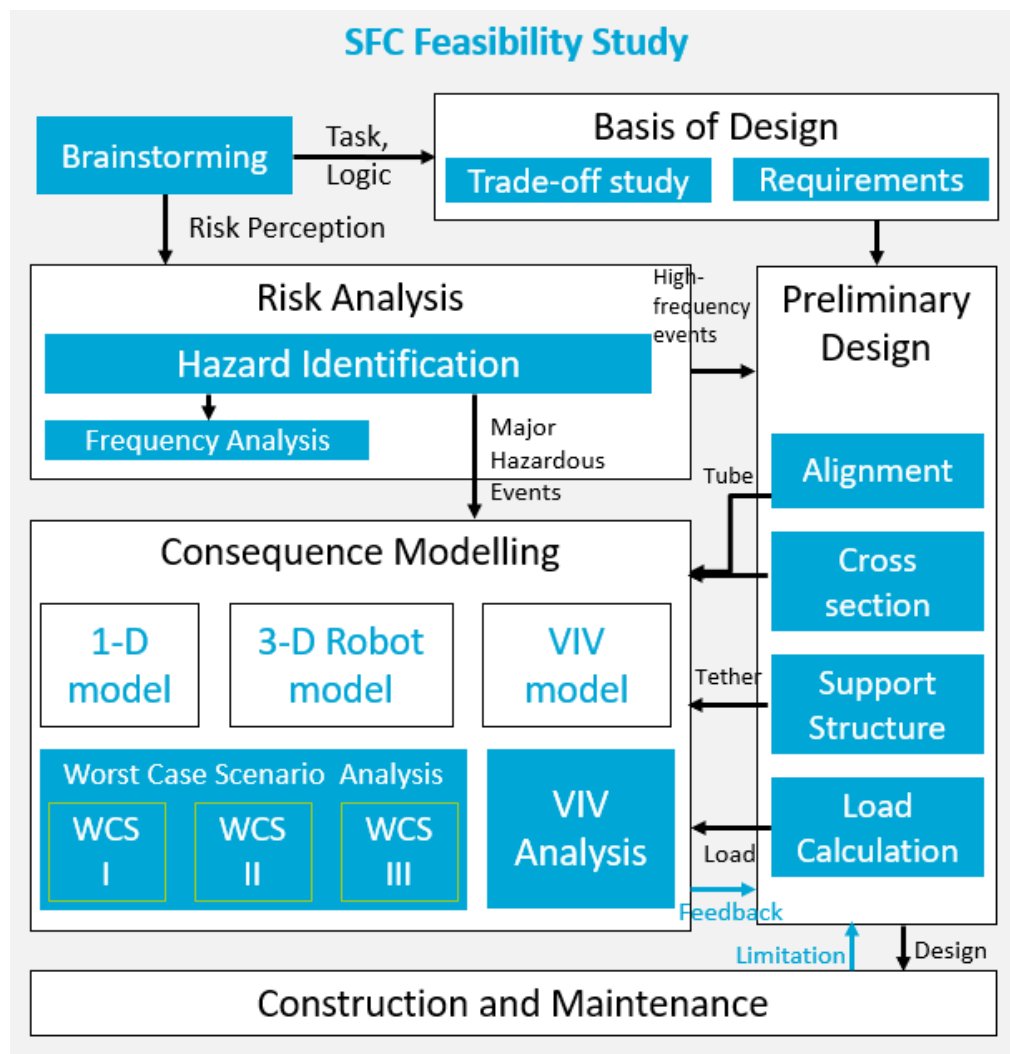 SFC Feasibility Study
Brainstorming
Task,
Logic
Basis of Design
Trade-off study
Requirements
Risk Perception
Risk Analysis
Hazard Identification
Frequency Analysis
High-
frequency
events
Major
Hazardous
Events
Preliminary
Design
Alignment
Cross
section
Support
Structure
Load
Calculation
Tube
Tether
Load
Consequence Modelling
1-D
model
3-D Robot
model
VIV
model
Worst Case Scenario Analysis
WCS
I
WCS
II
WCS
III
VIV
Analysis
Feedback
Limitation
Design
Construction and Maintenance